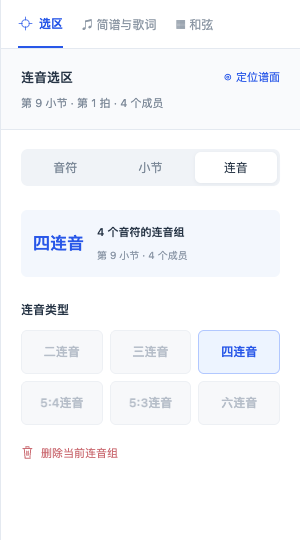 选区 简谱与歌词 和弦
连音选区 定位谱面
第 9 小节 · 第 1 拍 · 4 个成员
音符 小节 连音
四连音
4 个音符的连音组
第 9 小节 · 4 个成员
连音类型
二连音 三连音 四连音
5:4连音 5:3连音 六连音
删除当前连音组